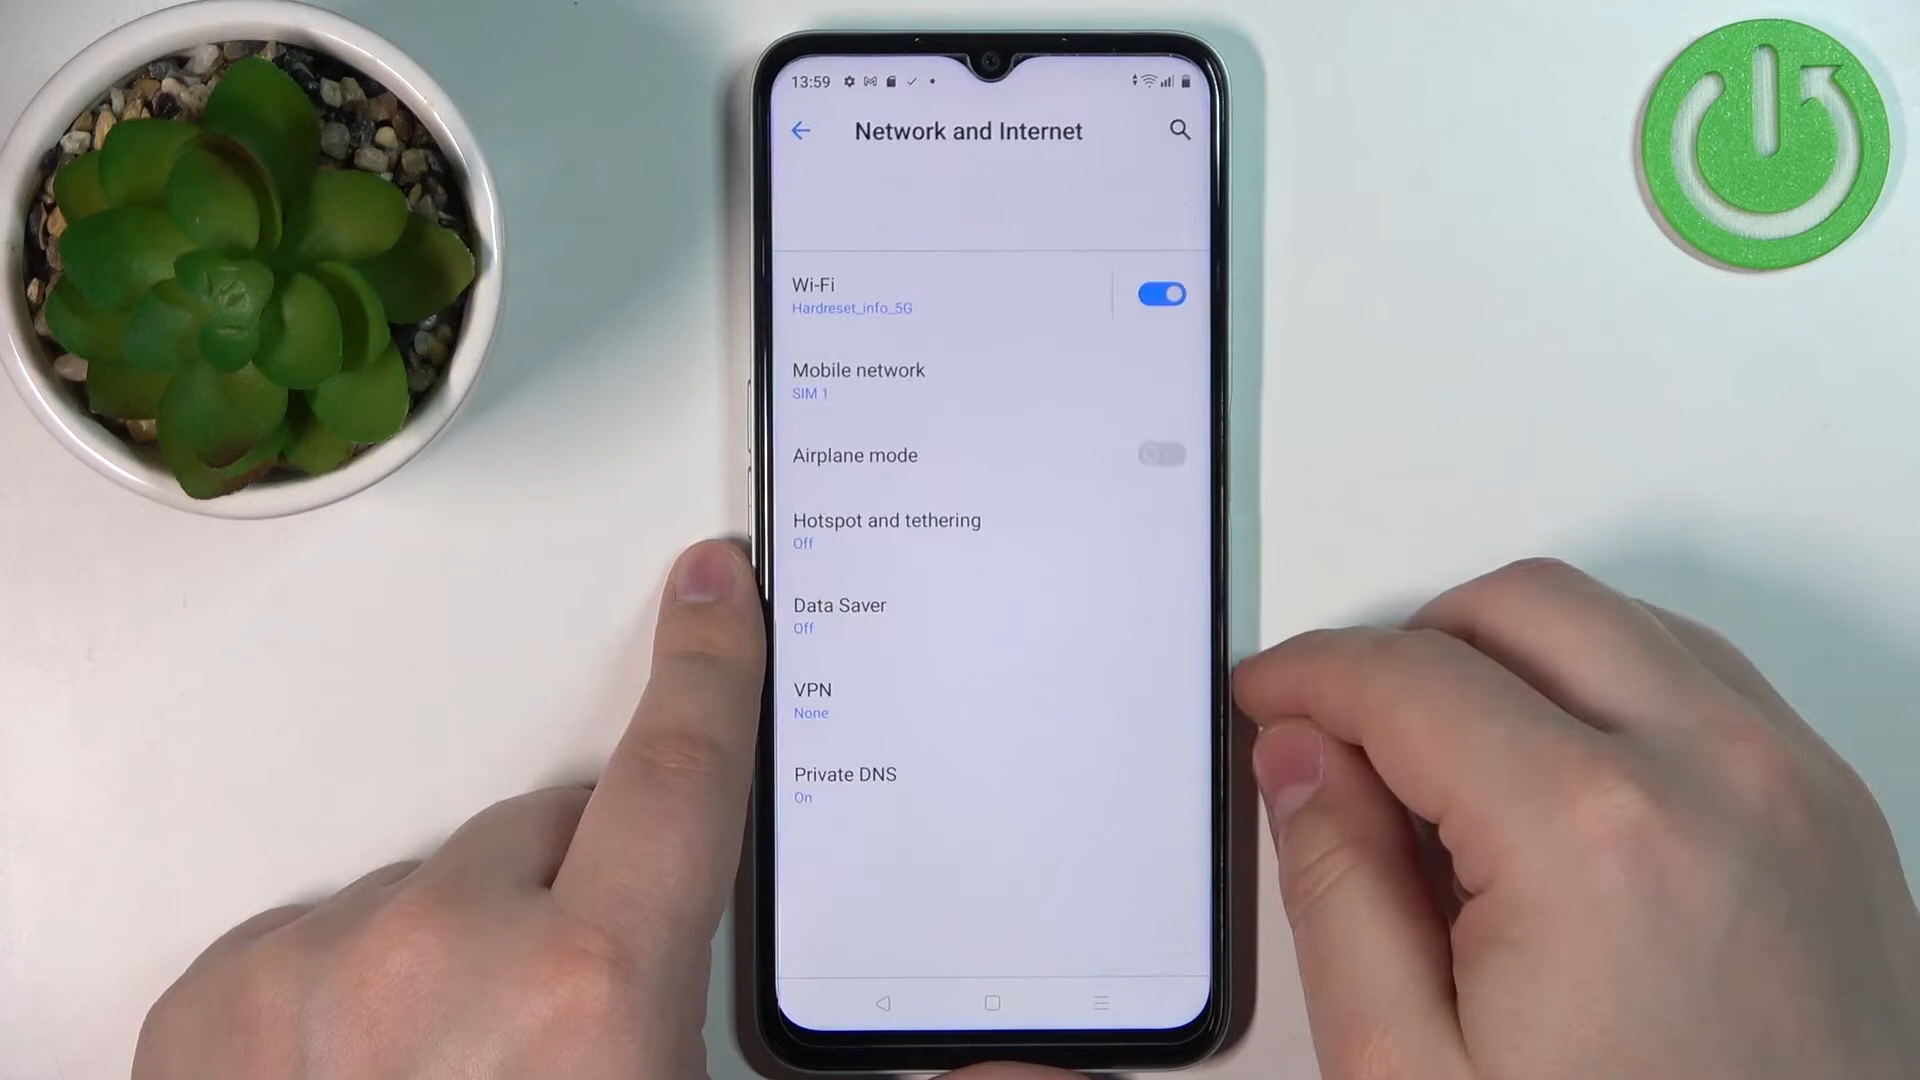 13:59
Network and Internet
Wi-Fi
Hardreset_info_5G
Mobile network
SIM 1
Airplane mode
Hotspot and tethering
Off
Data Saver
Off
VPN
None
Private DNS
On